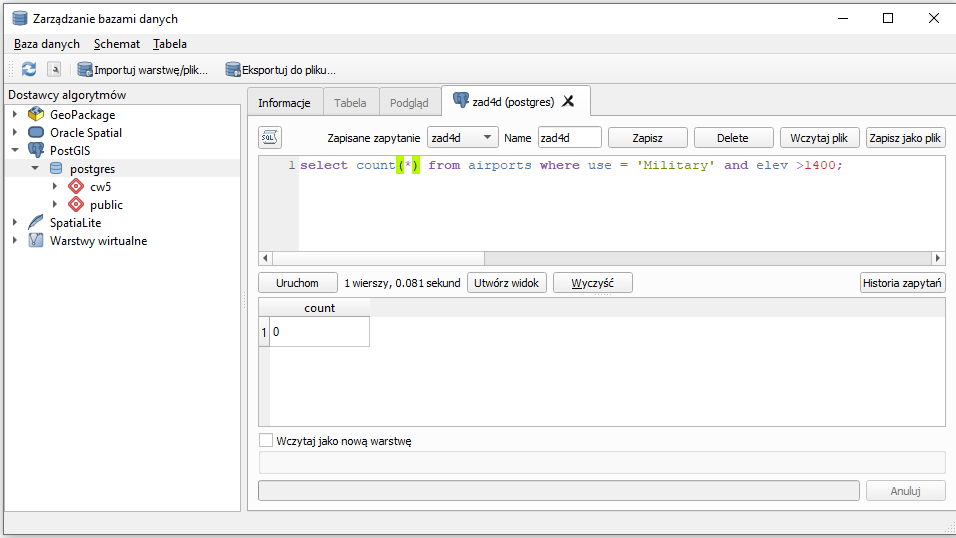 Zarządzanie bazami danych
Baza danych Schemat Tabela
Importuj warstwę/plik... Eksportuj do pliku...
Dostawcy algorytmów
GeoPackage
Oracle Spatial
PostGIS
postgres
cw5
public
SpatiaLite
Warstwy wirtualne
Informacje Tabela Podgląd zad4d (postgres)
SQL Zapisane zapytanie zad4d Name zad4d Zapisz Delete Wczytaj plik Zapisz jako plik
1 select count(*) from airports where use = 'Military' and elev >1400;
Uruchom 1 wierszy, 0.081 sekund Utwórz widok Wyczyść Historia zapytań
count
1 0
Wczytaj jako nową warstwę
Anuluj